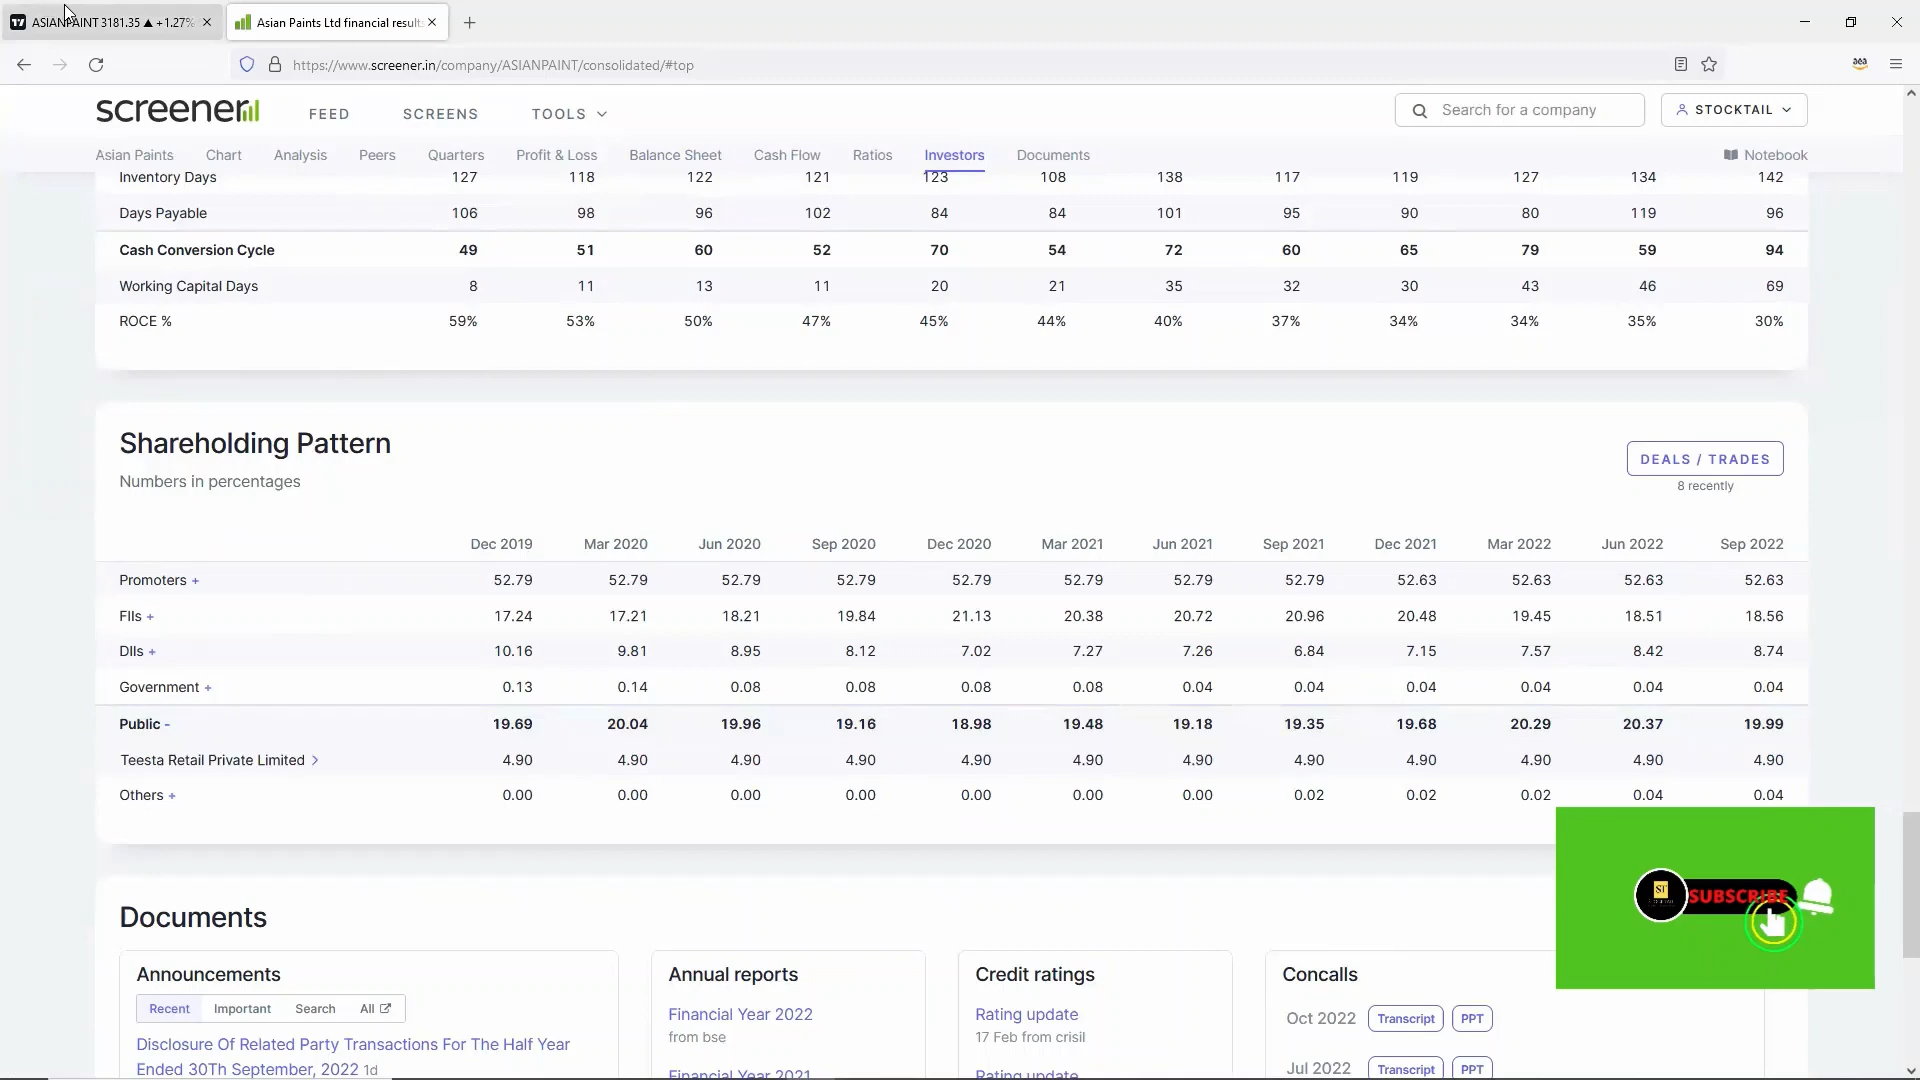 ASIANPAINT 3181.35 ▲ +1.27%
Asian Paints Ltd financial results
https://www.screener.in/company/ASIANPAINT/consolidated/#top
screener
FEED SCREENS TOOLS
Search for a company
STOCKTAIL
Asian Paints Chart Analysis Peers Quarters Profit & Loss Balance Sheet Cash Flow Ratios Investors Documents Notebook
Inventory Days 127 118 122 121 123 108 138 117 119 127 134 142
Days Payable 106 98 96 102 84 84 101 95 90 80 119 96
Cash Conversion Cycle 49 51 60 52 70 54 72 60 65 79 59 94
Working Capital Days 8 11 13 11 20 21 35 32 30 43 46 69
ROCE % 59% 53% 50% 47% 45% 44% 40% 37% 34% 34% 35% 30%
Shareholding Pattern
DEALS / TRADES
Numbers in percentages
8 recently
Dec 2019 Mar 2020 Jun 2020 Sep 2020 Dec 2020 Mar 2021 Jun 2021 Sep 2021 Dec 2021 Mar 2022 Jun 2022 Sep 2022
Promoters + 52.79 52.79 52.79 52.79 52.79 52.79 52.79 52.79 52.63 52.63 52.63 52.63
FIIs + 17.24 17.21 18.21 19.84 21.13 20.38 20.72 20.96 20.48 19.45 18.51 18.56
DIIs + 10.16 9.81 8.95 8.12 7.02 7.27 7.26 6.84 7.15 7.57 8.42 8.74
Government + 0.13 0.14 0.08 0.08 0.08 0.08 0.04 0.04 0.04 0.04 0.04 0.04
Public - 19.69 20.04 19.96 19.16 18.98 19.48 19.18 19.35 19.68 20.29 20.37 19.99
Teesta Retail Private Limited 4.90 4.90 4.90 4.90 4.90 4.90 4.90 4.90 4.90 4.90 4.90 4.90
Others + 0.00 0.00 0.00 0.00 0.00 0.00 0.00 0.02 0.02 0.02 0.04 0.04
ST
SUBSCRIBE
Documents
Announcements
Recent Important Search All
Disclosure Of Related Party Transactions For The Half Year
Ended 30Th September, 2022 1d
Annual reports
Financial Year 2022
from bse
Financial Year 2021
Credit ratings
Rating update
17 Feb from crisil
Rating update
Concalls
Oct 2022 Transcript PPT
Jul 2022 Transcript PPT